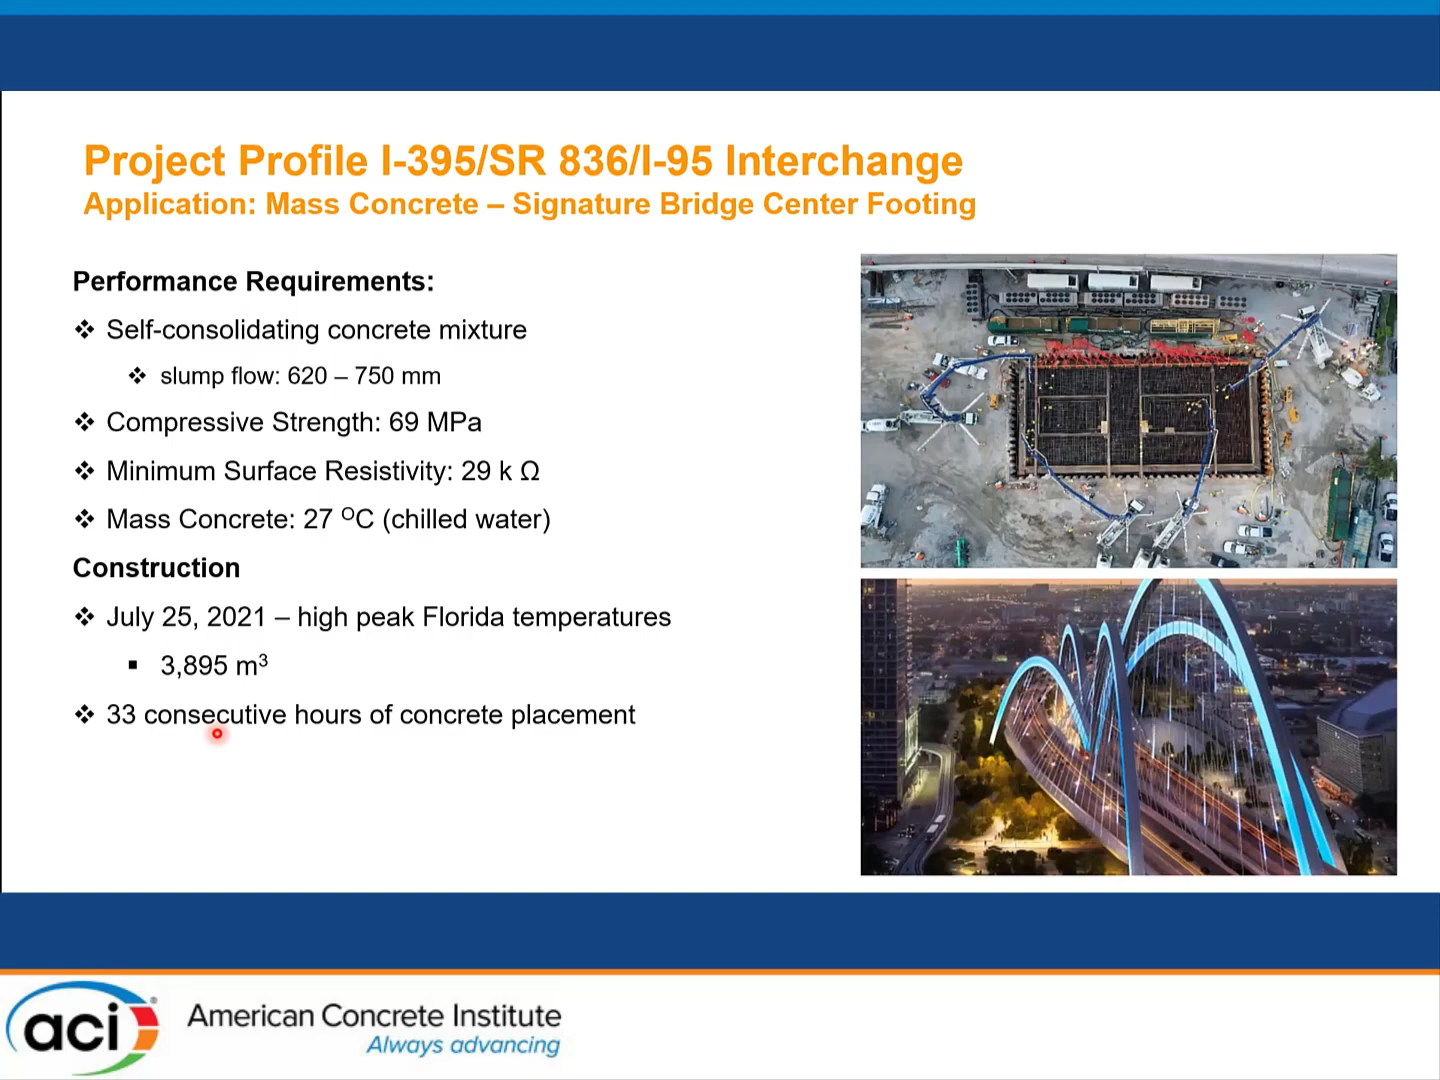 Project Profile I-395/SR 836/I-95 Interchange
Application: Mass Concrete – Signature Bridge Center Footing
Performance Requirements:
❖ Self-consolidating concrete mixture
❖ slump flow: 620 – 750 mm
❖ Compressive Strength: 69 MPa
❖ Minimum Surface Resistivity: 29 k Ω
❖ Mass Concrete: 27 ᴼC (chilled water)
Construction
❖ July 25, 2021 – high peak Florida temperatures
▪ 3,895 m³
❖ 33 consecutive hours of concrete placement
aci®
American Concrete Institute
Always advancing